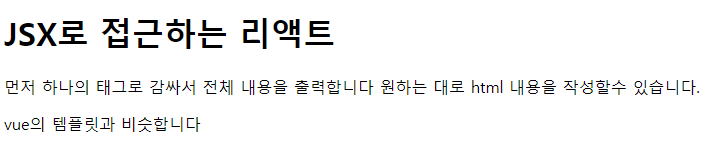 JSX로 접근하는 리액트
먼저 하나의 태그로 감싸서 전체 내용을 출력합니다 원하는 대로 html 내용을 작성할수 있습니다.
vue의 템플릿과 비슷합니다